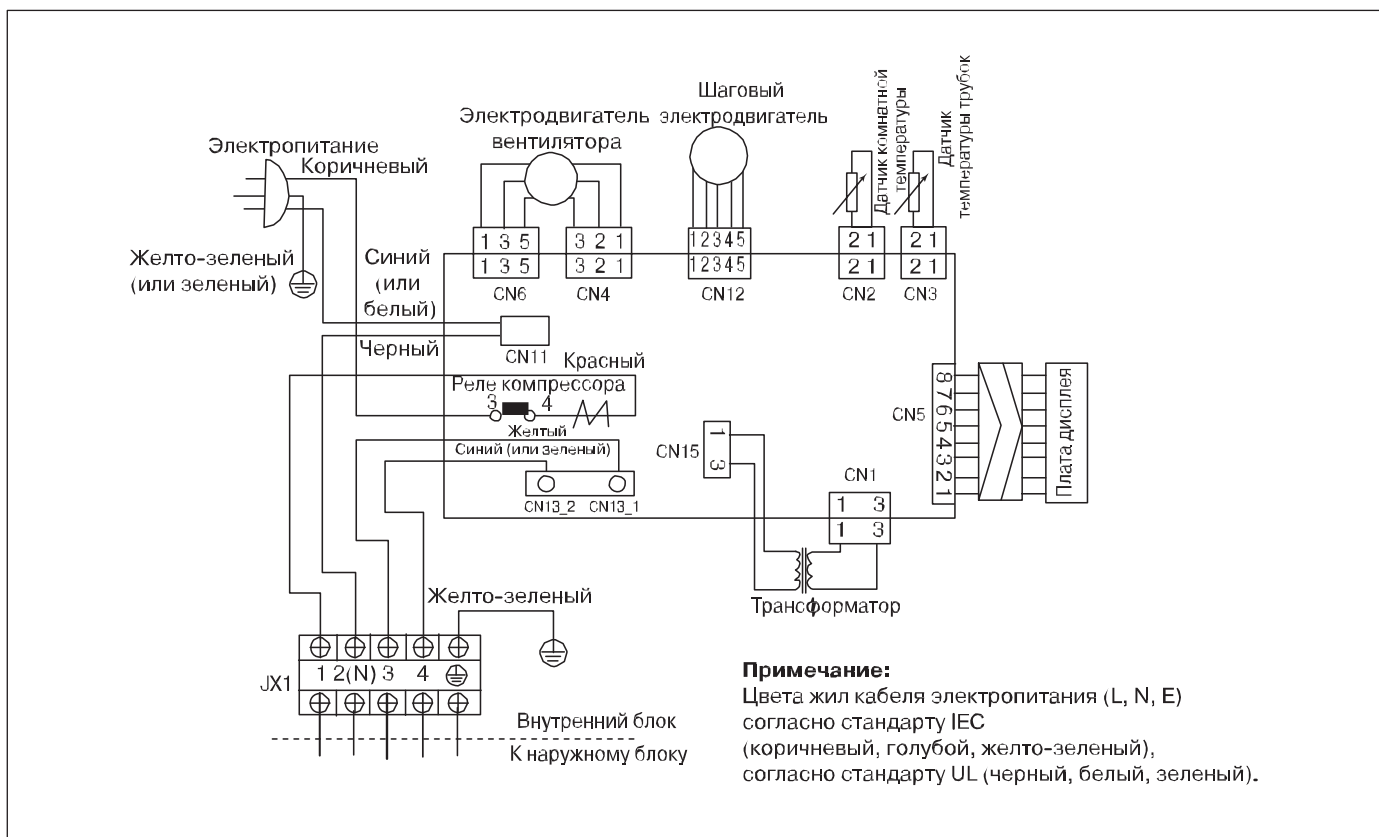 Шаговый
электродвигатель
Электродвигатель
вентилятора
Датчик комнатной
температуры
Датчик
температуры трубок
Электропитание
Коричневый
1 3 5
1 3 5
CN6
3 2 1
3 2 1
CN4
12345
12345
CN12
2 1
2 1
CN2
2 1
2 1
CN3
Желто-зеленый
(или зеленый)
Синий
(или
белый)
Черный
CN11
Красный
Реле компрессора
3 4
Желтый
Синий (или зеленый)
CN13_2 CN13_1
CN15
1
3
CN5
8
7
6
5
4
3
2
1
Плата дисплея
CN1
1 3
1 3
Трансформатор
Желто-зеленый
JX1
1 2(N) 3 4
Внутренний блок
К наружному блоку
Примечание:
Цвета жил кабеля электропитания (L, N, E)
согласно стандарту IEC
(коричневый, голубой, желто-зеленый),
согласно стандарту UL (черный, белый, зеленый).